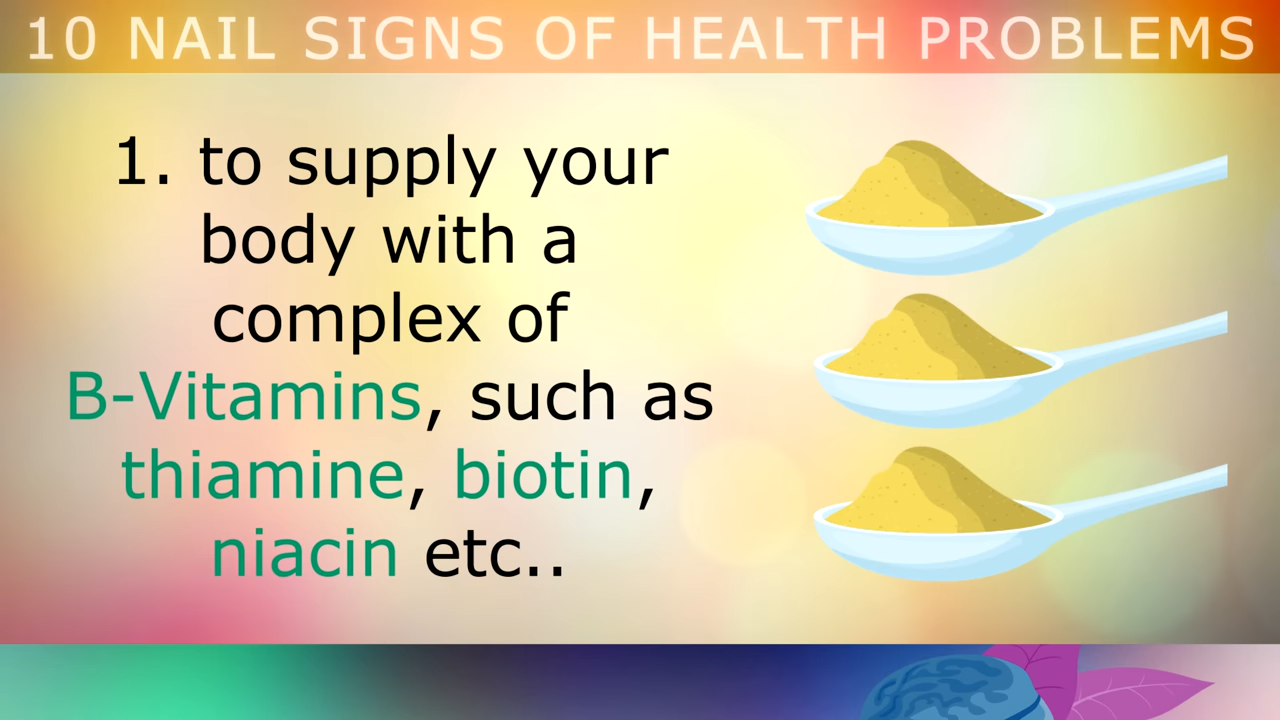 10 NAIL SIGNS OF HEALTH PROBLEMS
1. to supply your
body with a
complex of
B-Vitamins, such as
thiamine, biotin,
niacin etc..